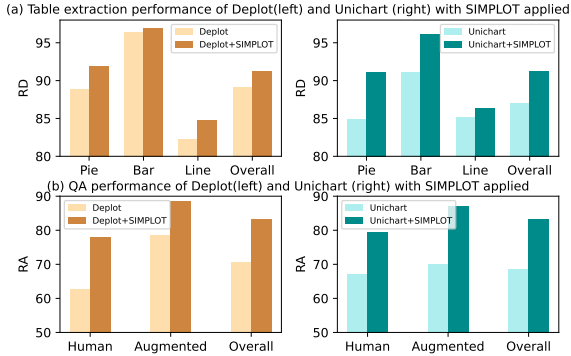 (a) Table extraction performance of Deplot(left) and Unichart (right) with SIMPLOT applied
RD
95
90
85
80
Deplot
Deplot+SIMPLOT
Pie Bar Line Overall
RD
95
90
85
80
Unichart
Unichart+SIMPLOT
Pie Bar Line Overall
(b) QA performance of Deplot(left) and Unichart (right) with SIMPLOT applied
RA
90
80
70
60
50
Deplot
Deplot+SIMPLOT
Human Augmented Overall
RA
90
80
70
60
50
Unichart
Unichart+SIMPLOT
Human Augmented Overall